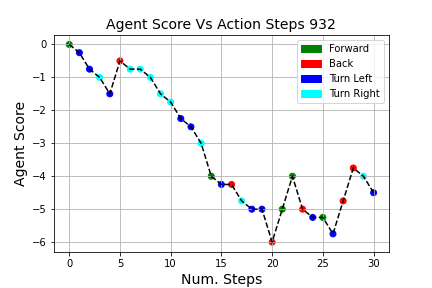 Agent Score Vs Action Steps 932
Forward
Back
Turn Left
Turn Right
Agent Score
0
−1
−2
−3
−4
−5
−6
0 5 10 15 20 25 30
Num. Steps